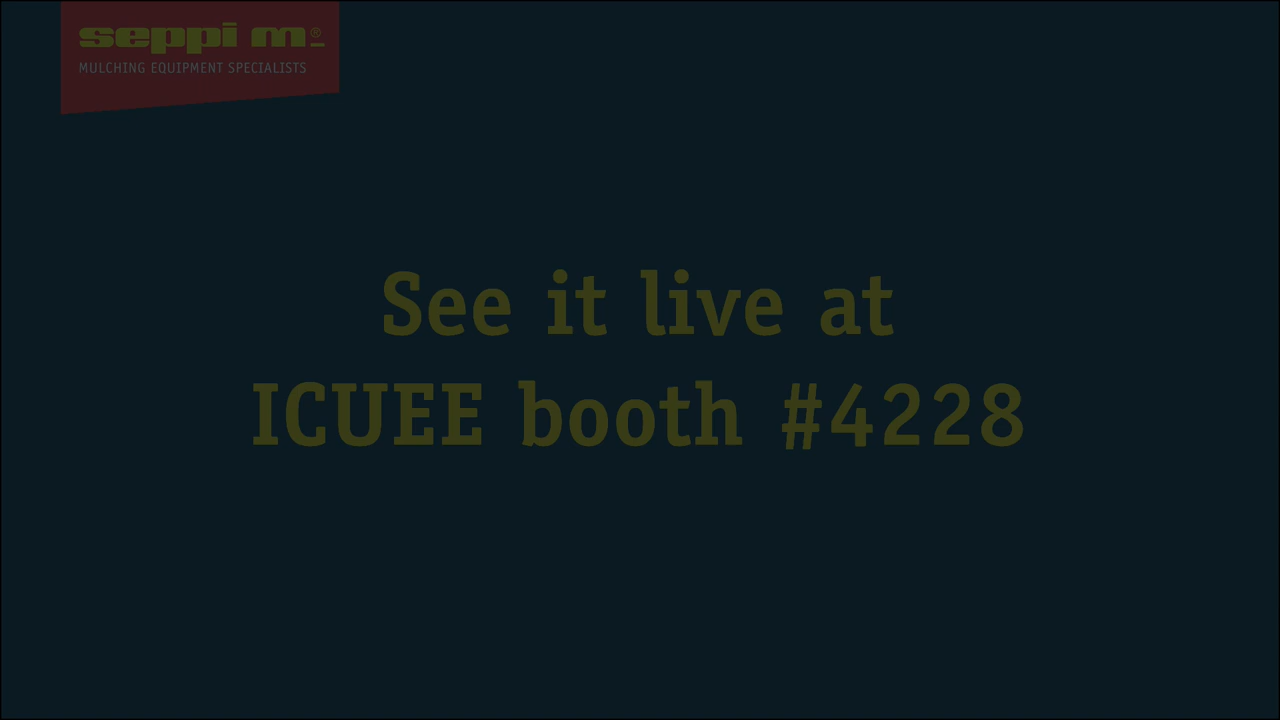 seppi m.®
MULCHING EQUIPMENT SPECIALISTS
See it live at
ICUEE booth #4228